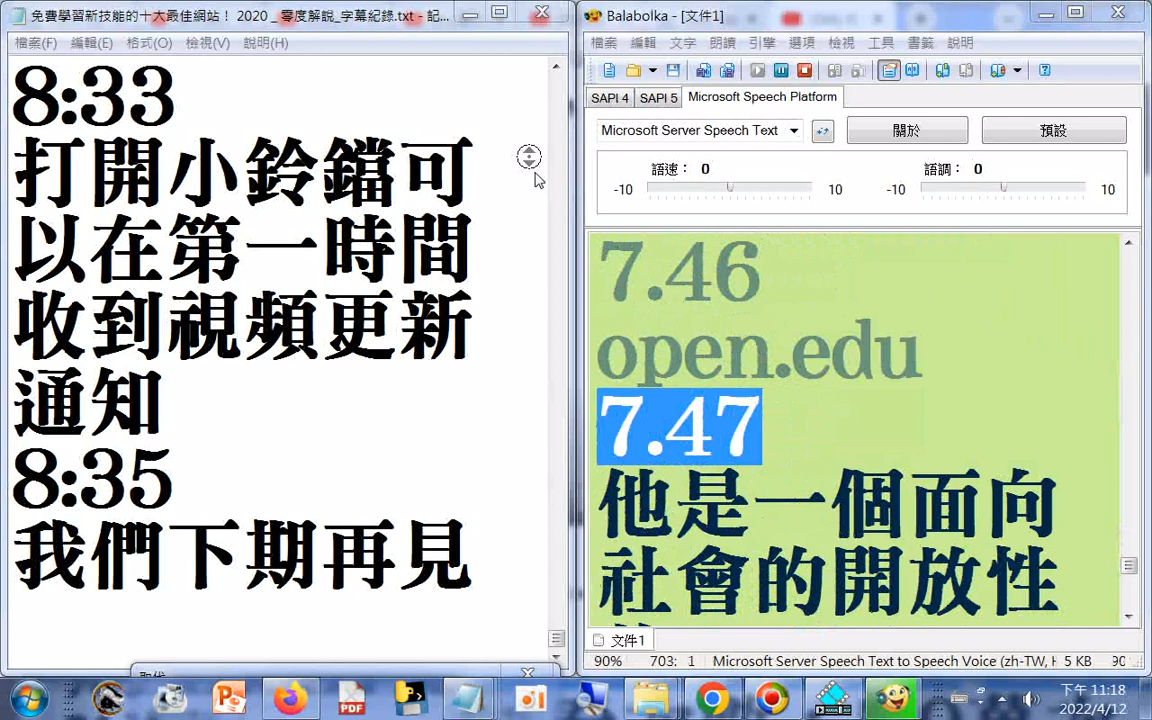 免費學習新技能的十大最佳網站！ 2020 _ 零度解說_字幕紀錄.txt - 記...
檔案(F) 編輯(E) 格式(O) 檢視(V) 說明(H)
8:33
打開小鈴鐺可
以在第一時間
收到視頻更新
通知
8:35
我們下期再見
Balabolka - [文件1]
檔案 編輯 文字 朗讀 引擎 選項 檢視 工具 書籤 說明
SAPI 4 SAPI 5 Microsoft Speech Platform
Microsoft Server Speech Text 關於 預設
語速： 0 語調： 0
-10 10 -10 10
7.46
open.edu
7.47
他是一個面向
社會的開放性
文件1
90% 703: 1 Microsoft Server Speech Text to Speech Voice (zh-TW, H 5 KB 90
PDF
下午 11:18
2022/4/12